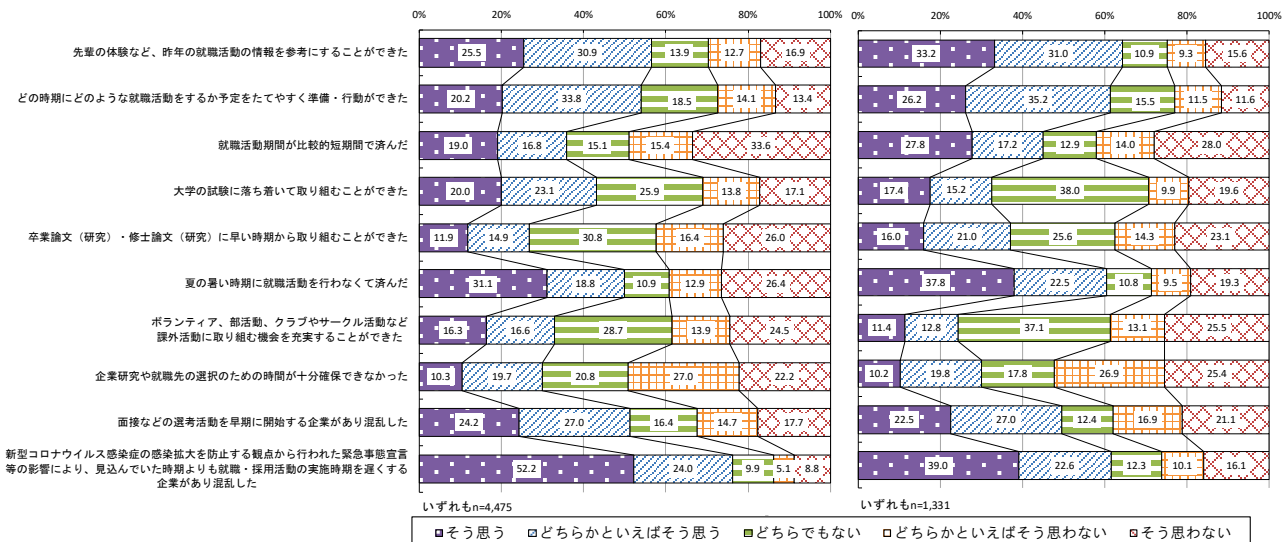 0% 20% 40% 60% 80% 100% 0% 20% 40% 60% 80% 100%
先輩の体験など、昨年の就職活動の情報を参考にすることができた 25.5 30.9 13.9 12.7 16.9 33.2 31.0 10.9 9.3 15.6
どの時期にどのような就職活動をするか予定をたてやすく準備・行動ができた 20.2 33.8 18.5 14.1 13.4 26.2 35.2 15.5 11.5 11.6
就職活動期間が比較的短期間で済んだ 19.0 16.8 15.1 15.4 33.6 27.8 17.2 12.9 14.0 28.0
大学の試験に落ち着いて取り組むことができた 20.0 23.1 25.9 13.8 17.1 17.4 15.2 38.0 9.9 19.6
卒業論文（研究）・修士論文（研究）に早い時期から取り組むことができた 11.9 14.9 30.8 16.4 26.0 16.0 21.0 25.6 14.3 23.1
夏の暑い時期に就職活動を行わなくて済んだ 31.1 18.8 10.9 12.9 26.4 37.8 22.5 10.8 9.5 19.3
ボランティア、部活動、クラブやサークル活動など
課外活動に取り組む機会を充実することができた 16.3 16.6 28.7 13.9 24.5 11.4 12.8 37.1 13.1 25.5
企業研究や就職先の選択のための時間が十分確保できなかった 10.3 19.7 20.8 27.0 22.2 10.2 19.8 17.8 26.9 25.4
面接などの選考活動を早期に開始する企業があり混乱した 24.2 27.0 16.4 14.7 17.7 22.5 27.0 12.4 16.9 21.1
新型コロナウイルス感染症の感染拡大を防止する観点から行われた緊急事態宣言
等の影響により、見込んでいた時期よりも就職・採用活動の実施時期を遅くする
企業があり混乱した 52.2 24.0 9.9 5.1 8.8 39.0 22.6 12.3 10.1 16.1
いずれもn=4,475 いずれもn=1,331
そう思う どちらかといえばそう思う どちらでもない どちらかといえばそう思わない そう思わない